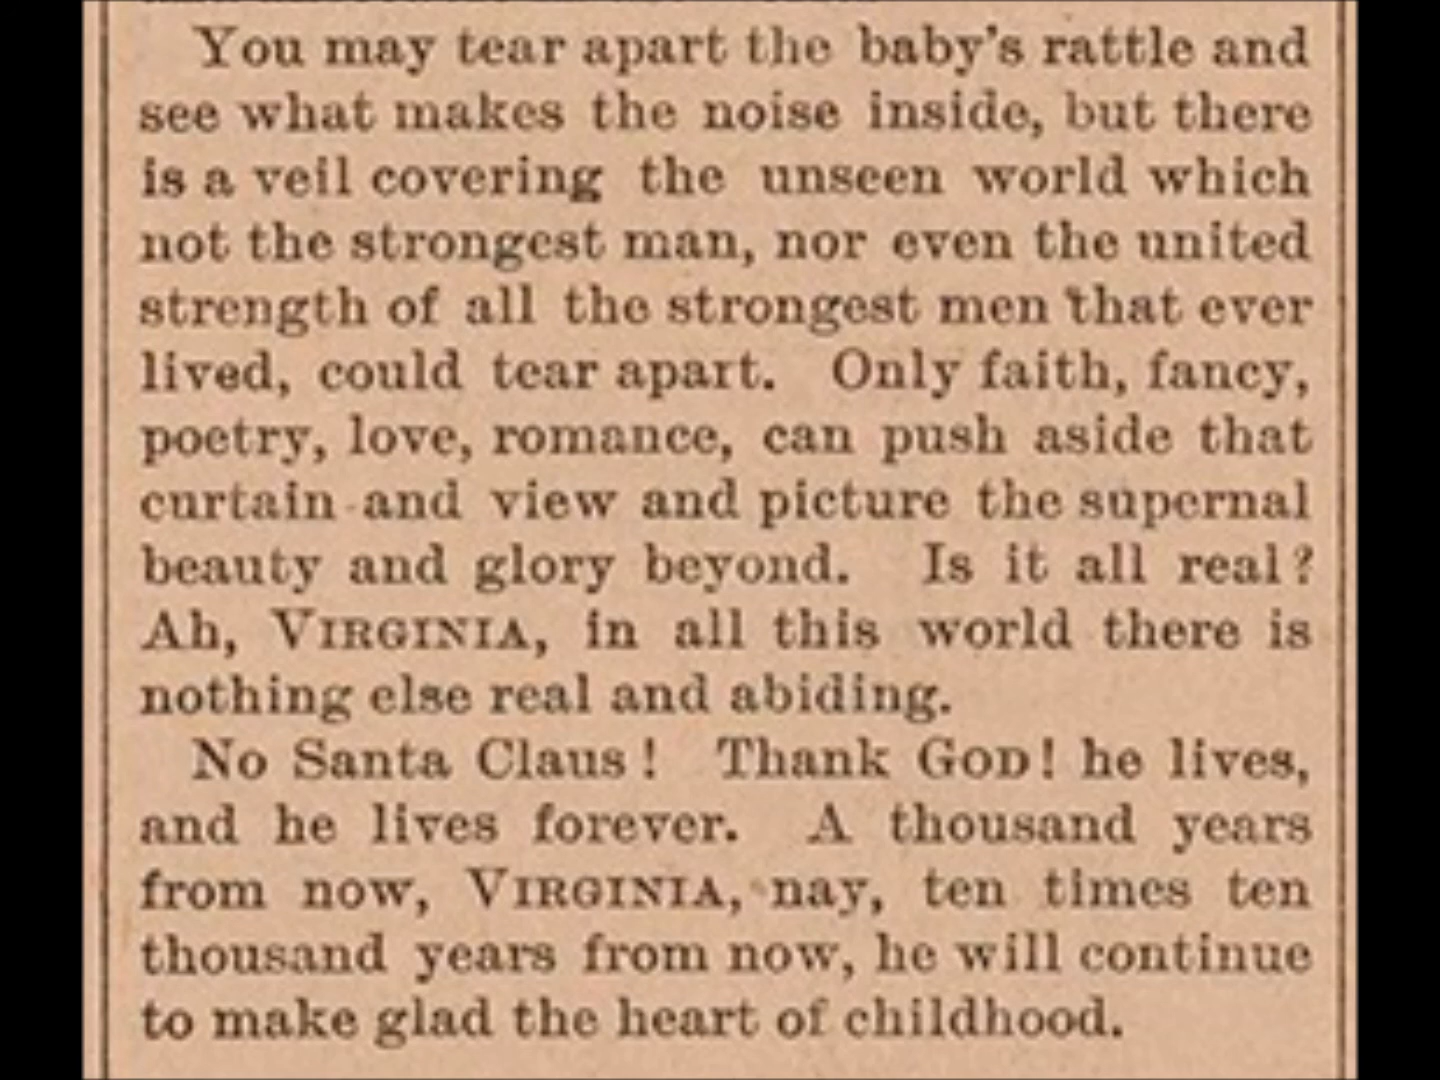 You may tear apart the baby's rattle and
see what makes the noise inside, but there
is a veil covering the unseen world which
not the strongest man, nor even the united
strength of all the strongest men that ever
lived, could tear apart. Only faith, fancy,
poetry, love, romance, can push aside that
curtain and view and picture the supernal
beauty and glory beyond. Is it all real?
Ah, VIRGINIA, in all this world there is
nothing else real and abiding.
No Santa Claus! Thank GOD! he lives,
and he lives forever. A thousand years
from now, VIRGINIA, nay, ten times ten
thousand years from now, he will continue
to make glad the heart of childhood.